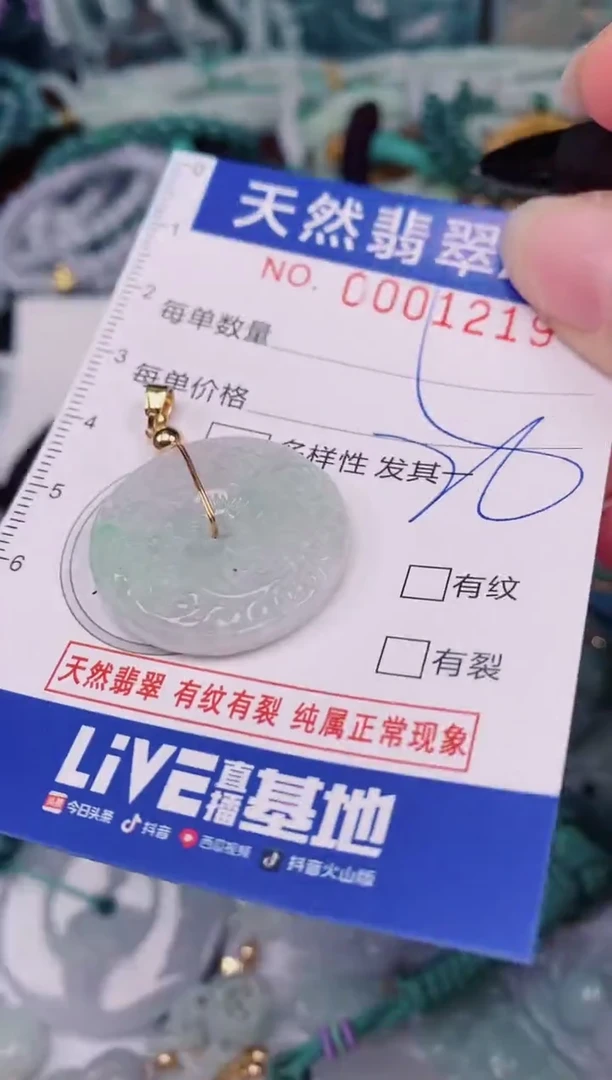 天然翡翠
NO. 0001219
0
1
2
3
4
5
6
每单数量
每单价格
多样性 发其一
有纹
有裂
天然翡翠 有纹有裂 纯属正常现象
LIVE直播基地
今日头条 抖音 西瓜视频 抖音火山版